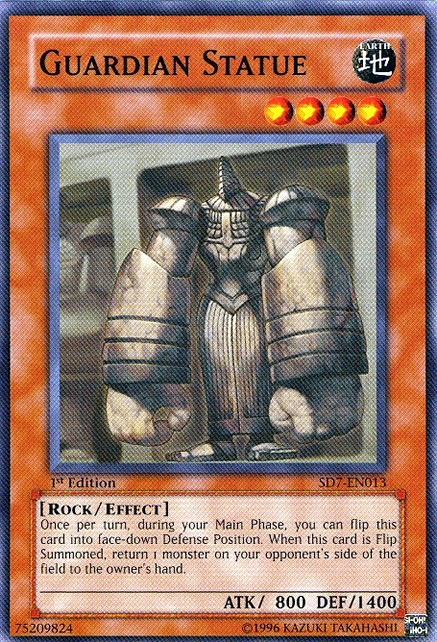 GUARDIAN STATUE
EARTH
地
1st Edition
SD7-EN013
[ROCK/EFFECT]
Once per turn, during your Main Phase, you can flip this
card into face-down Defense Position. When this card is Flip
Summoned, return 1 monster on your opponent's side of the
field to the owner's hand.
ATK/ 800 DEF/1400
75209824
©1996 KAZUKI TAKAHASHI